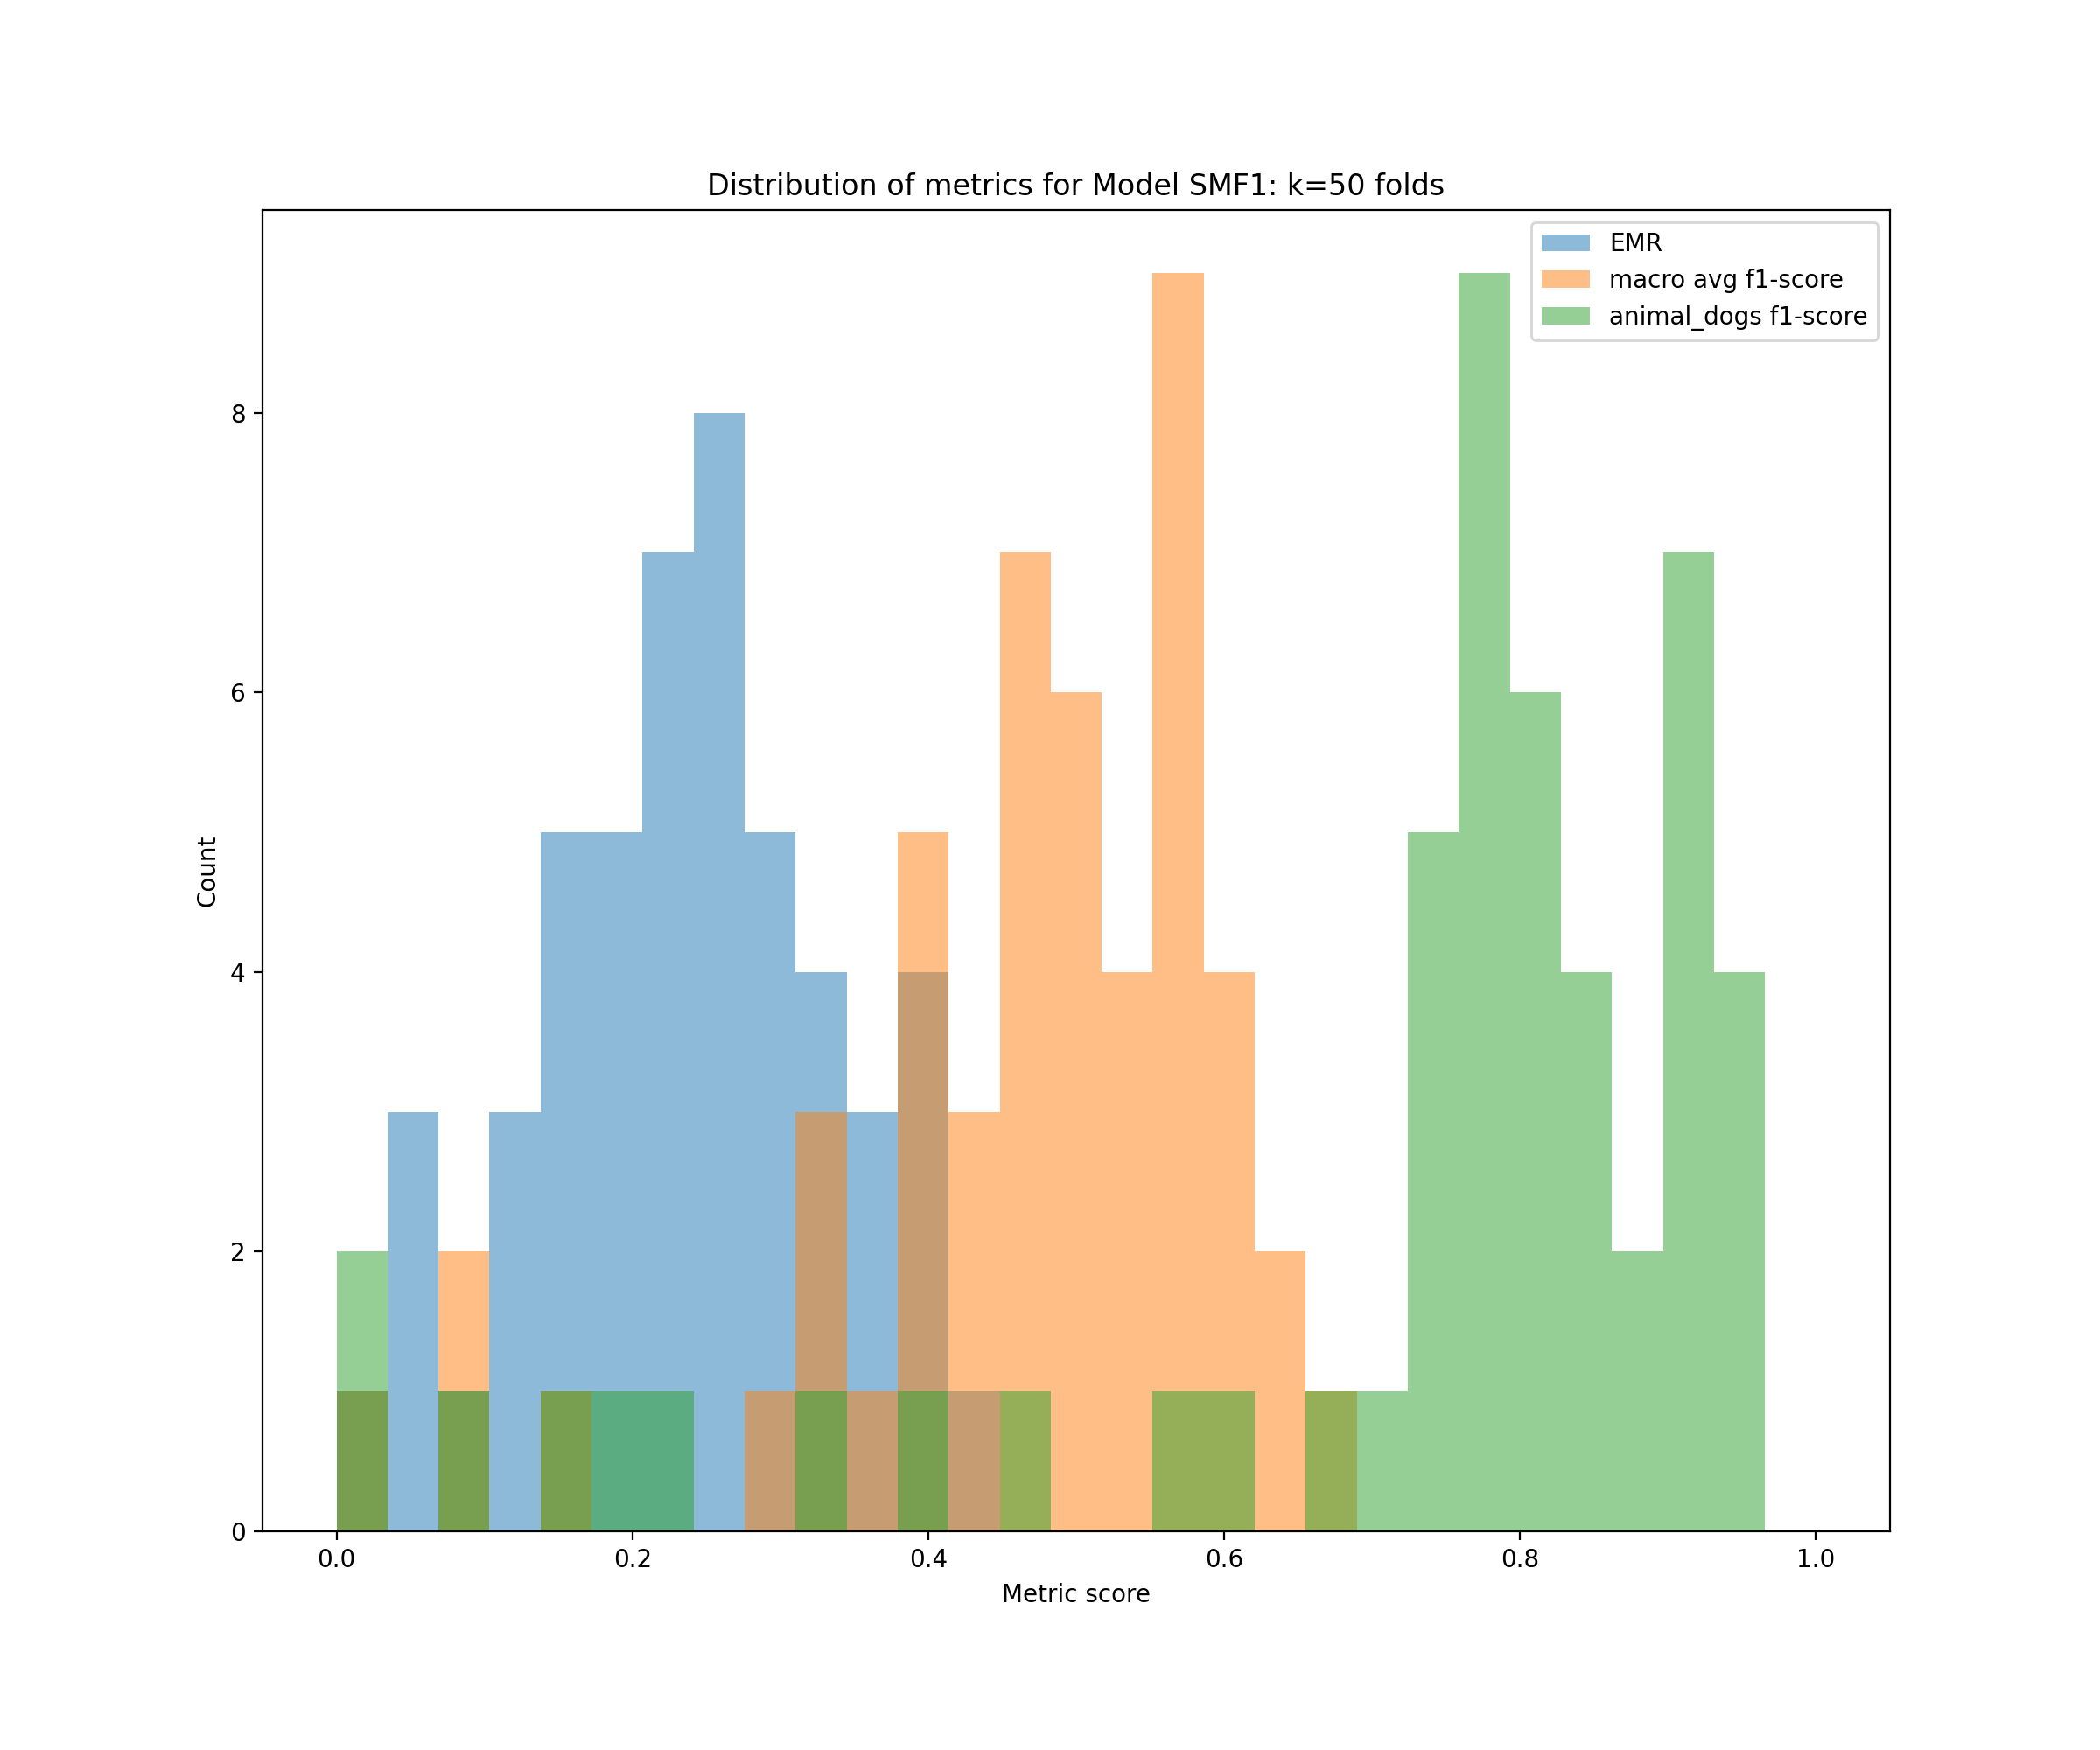 Distribution of metrics for Model SMF1: k=50 folds
EMR
macro avg f1-score
animal_dogs f1-score
Count
8
6
4
2
0
0.0 0.2 0.4 0.6 0.8 1.0
Metric score